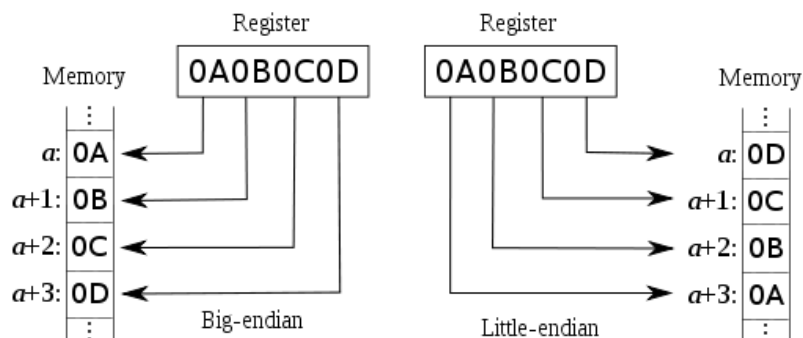 Register
0A0B0C0D
Memory
⋮
a: 0A
a+1: 0B
a+2: 0C
a+3: 0D
⋮
Big-endian
Register
0A0B0C0D
Memory
⋮
a: 0D
a+1: 0C
a+2: 0B
a+3: 0A
⋮
Little-endian